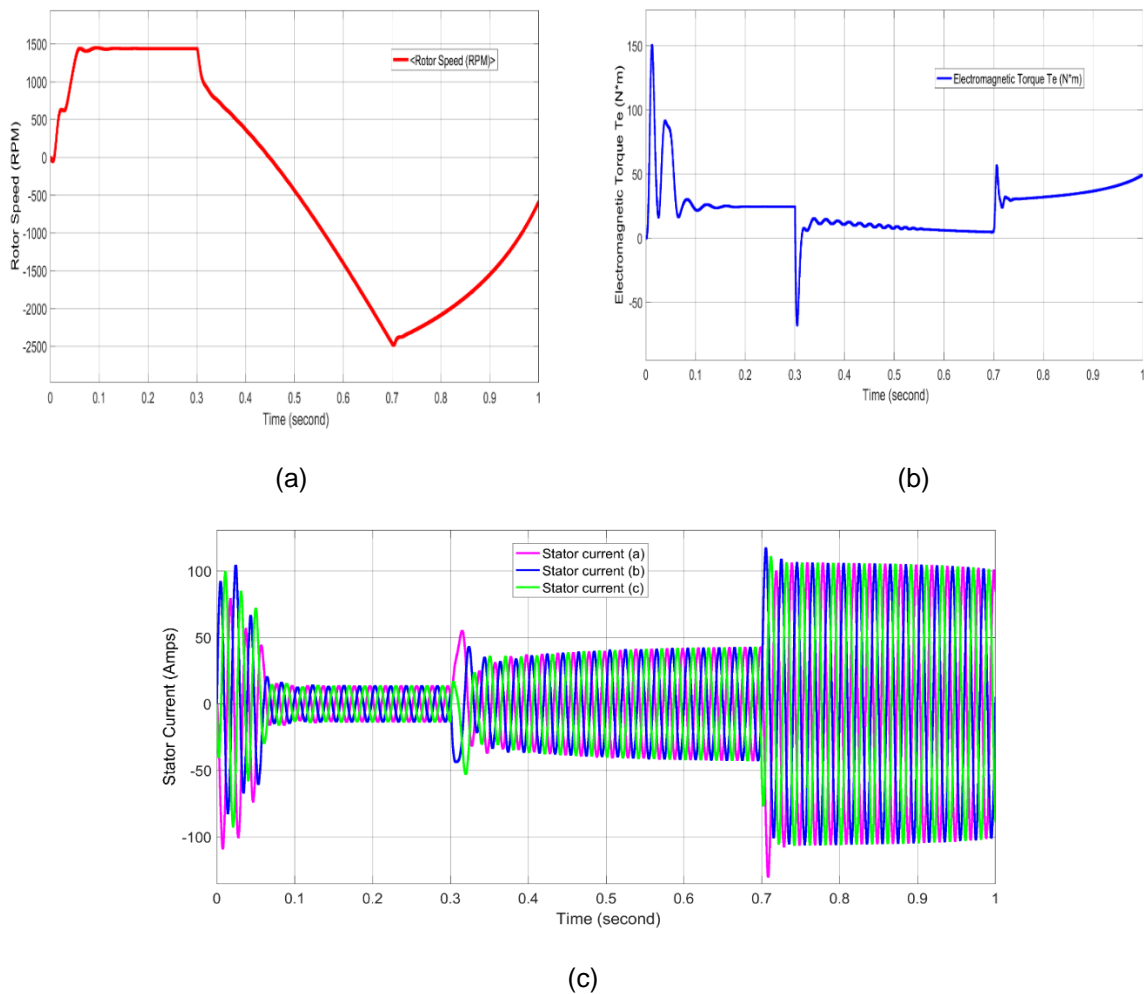 1500
1000
500
0
-500
-1000
-1500
-2000
-2500
Rotor Speed (RPM)
<Rotor Speed (RPM)>
0 0.1 0.2 0.3 0.4 0.5 0.6 0.7 0.8 0.9 1
Time (second)
(a)
150
100
50
0
-50
Electromagnetic Torque Te (N*m)
Electromagnetic Torque Te (N*m)
0 0.1 0.2 0.3 0.4 0.5 0.6 0.7 0.8 0.9 1
Time (second)
(b)
100
50
0
-50
-100
Stator Current (Amps)
Stator current (a)
Stator current (b)
Stator current (c)
0 0.1 0.2 0.3 0.4 0.5 0.6 0.7 0.8 0.9 1
Time (second)
(c)